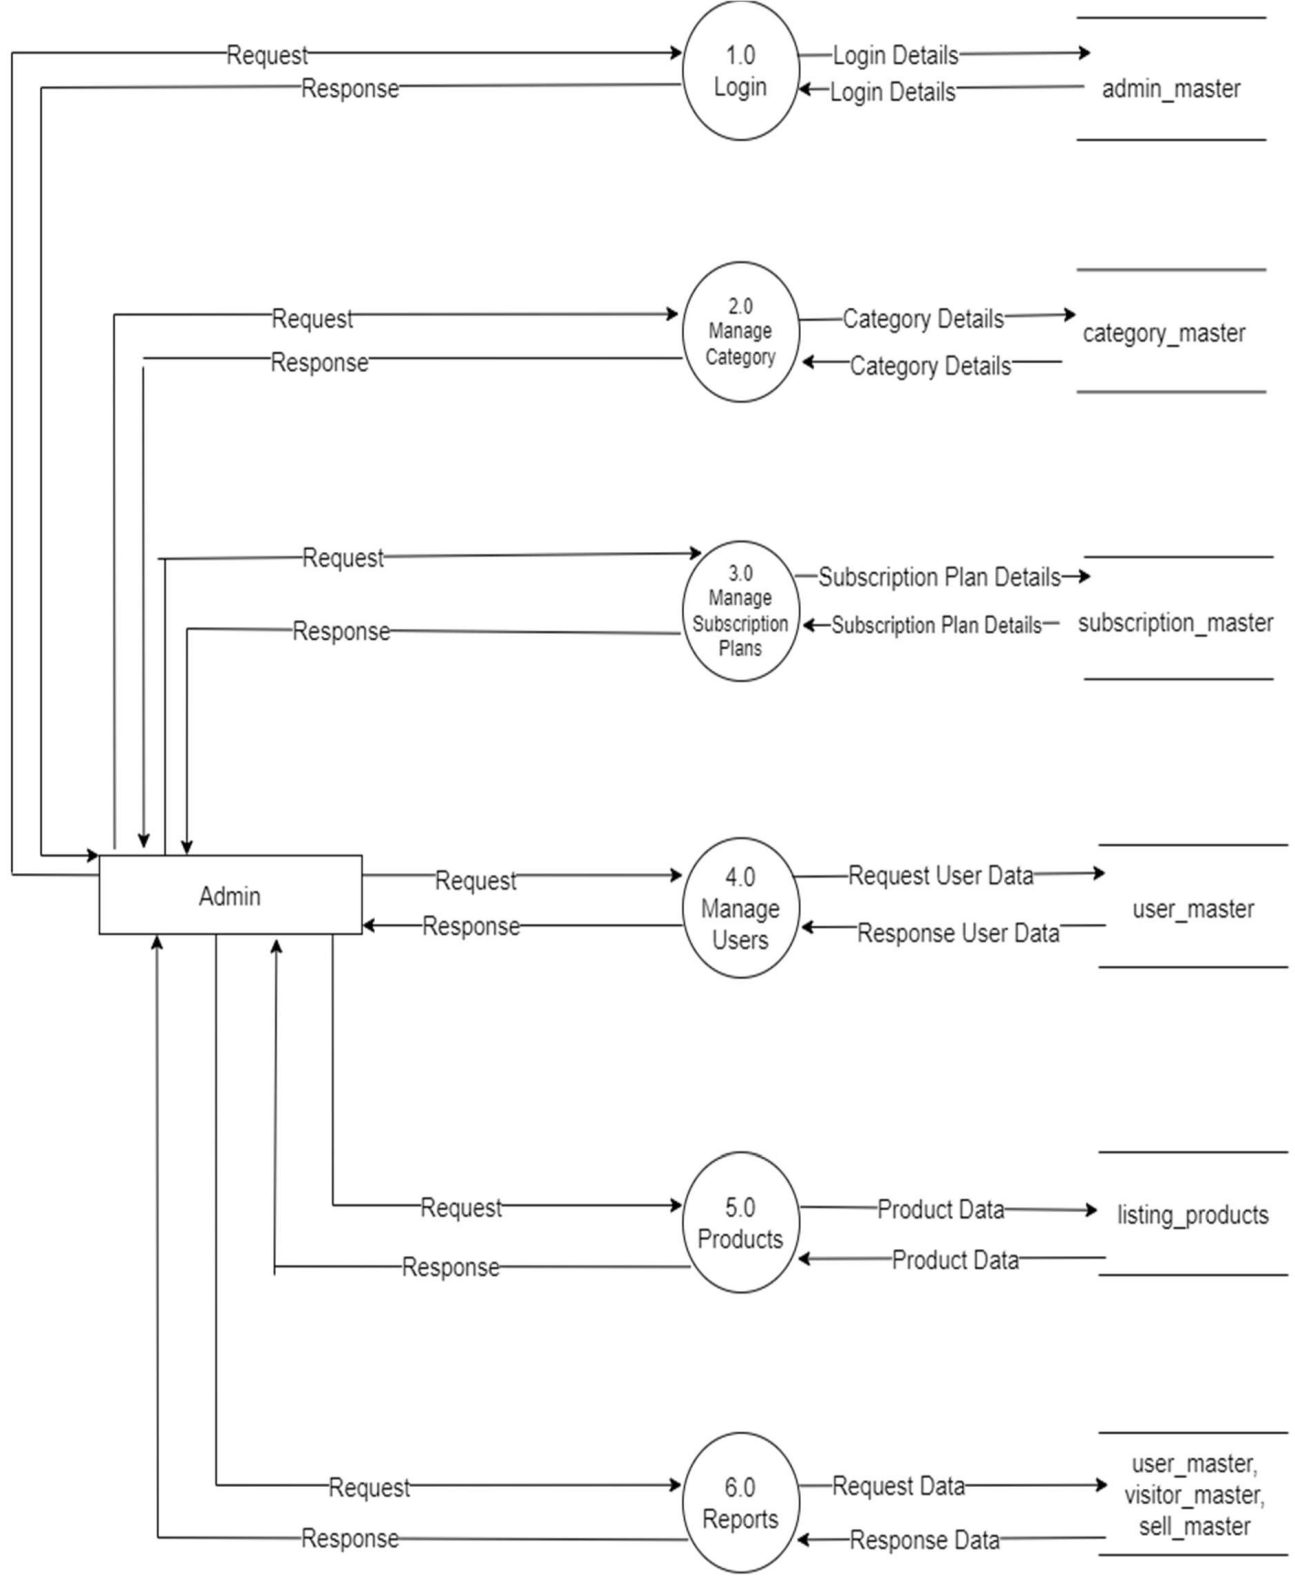 Request
1.0
Login
Login Details
admin_master
Response
Login Details
Request
2.0
Manage
Category
Category Details
category_master
Response
Category Details
Request
3.0
Manage
Subscription
Plans
Subscription Plan Details
subscription_master
Response
Subscription Plan Details
Admin
Request
4.0
Manage
Users
Request User Data
user_master
Response
Response User Data
Request
5.0
Products
Product Data
listing_products
Response
Product Data
Request
6.0
Reports
Request Data
user_master,
visitor_master,
sell_master
Response
Response Data